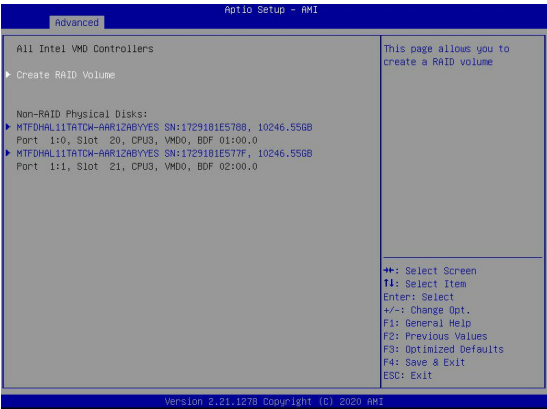 Aptio Setup - AMI
Advanced
All Intel VMD Controllers
Create RAID Volume
Non-RAID Physical Disks:
MTFDHAL11TATCW-AAR1ZABYYES SN:1729181E5788, 10246.55GB
Port 1:0, Slot 20, CPU3, VMD0, BDF 01:00.0
MTFDHAL11TATCW-AAR1ZABYYES SN:1729181E577F, 10246.55GB
Port 1:1, Slot 21, CPU3, VMD0, BDF 02:00.0
This page allows you to
create a RAID volume
→←: Select Screen
↑↓: Select Item
Enter: Select
+/-: Change Opt.
F1: General Help
F2: Previous Values
F3: Optimized Defaults
F4: Save & Exit
ESC: Exit
Version 2.21.1278 Copyright (C) 2020 AMI